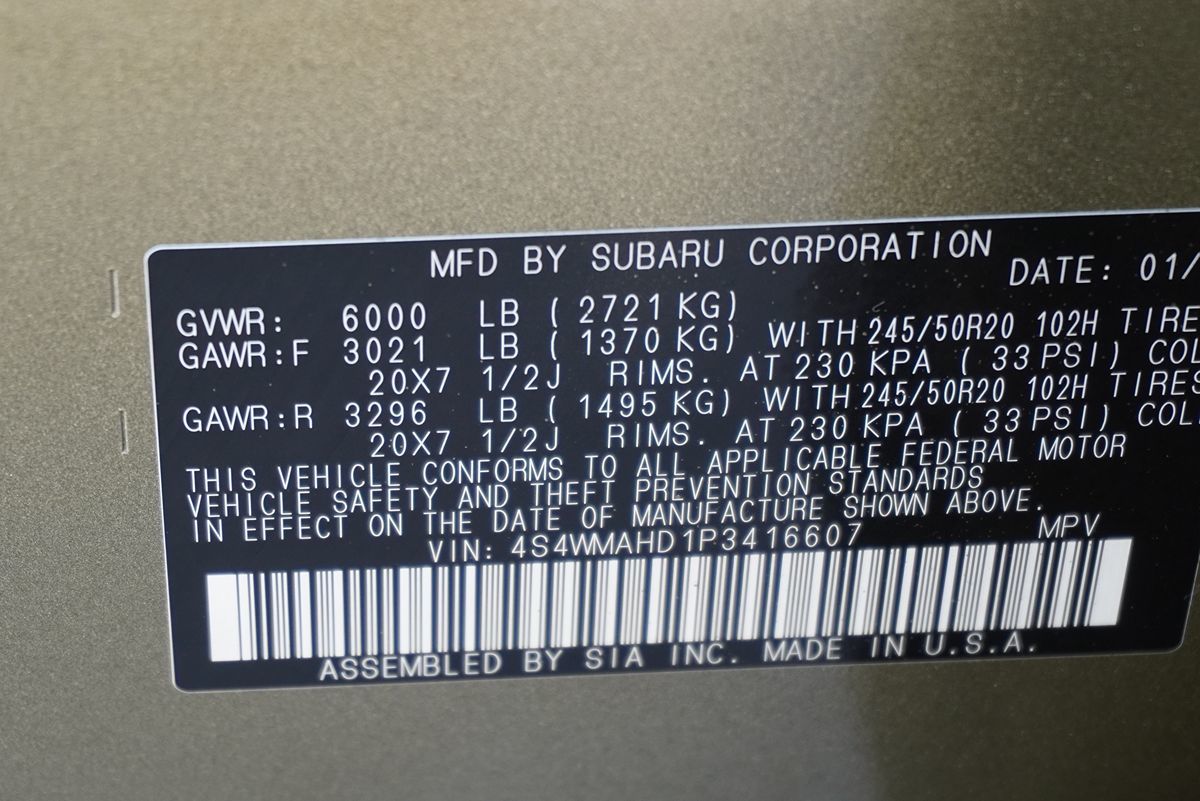 MFD BY SUBARU CORPORATION
DATE: 01/
GVWR: 6000 LB ( 2721 KG)
GAWR:F 3021 LB ( 1370 KG) WITH 245/50R20 102H TIRE
20X7 1/2J RIMS. AT 230 KPA ( 33 PSI) COL
GAWR:R 3296 LB ( 1495 KG) WITH 245/50R20 102H TIRES
20X7 1/2J RIMS. AT 230 KPA ( 33 PSI) COL
THIS VEHICLE CONFORMS TO ALL APPLICABLE FEDERAL MOTOR
VEHICLE SAFETY AND THEFT PREVENTION STANDARDS
IN EFFECT ON THE DATE OF MANUFACTURE SHOWN ABOVE.
VIN: 4S4WMAHD1P3416607 MPV
ASSEMBLED BY SIA INC. MADE IN U.S.A.